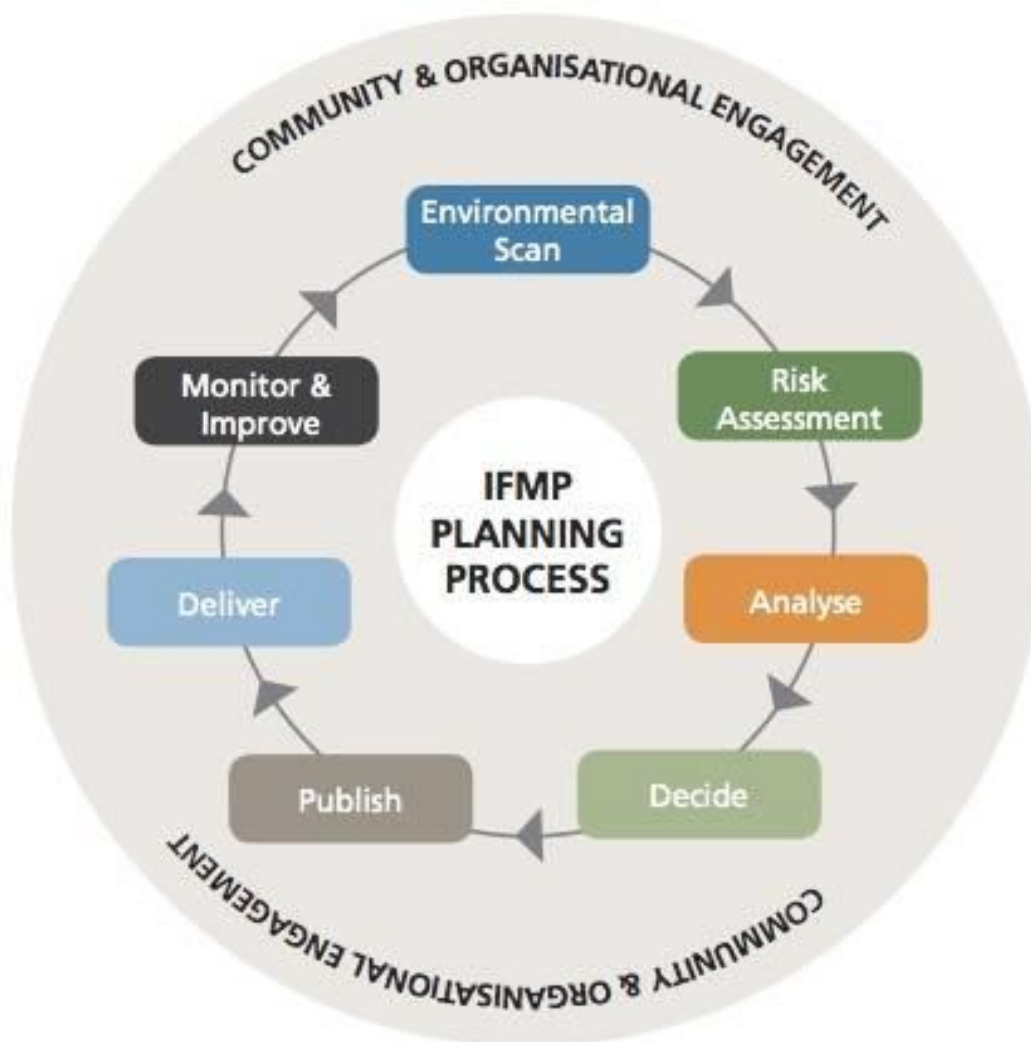 COMMUNITY & ORGANISATIONAL ENGAGEMENT
Environmental
Scan
Risk
Assessment
Analyse
Decide
Publish
Deliver
Monitor &
Improve
IFMP
PLANNING
PROCESS
COMMUNITY & ORGANISATIONAL ENGAGEMENT